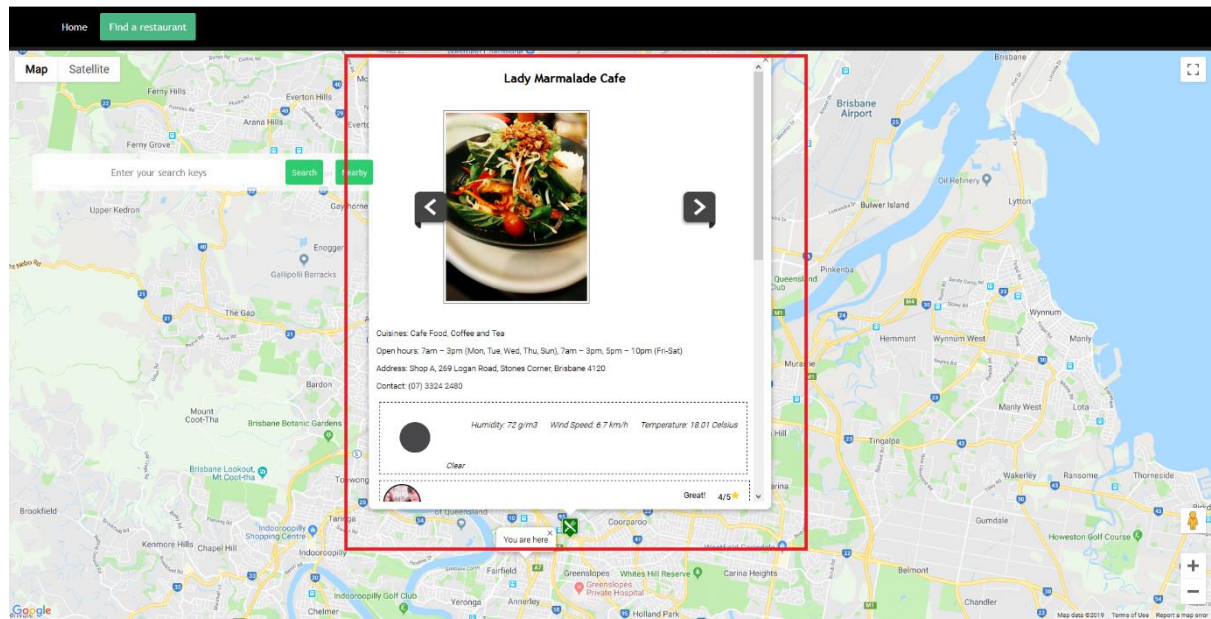 Home Find a restaurant
Map Satellite
Brisbane
Ferny Hills
Everton Hills
Brisbane
Airport
Arana Hills
Ferny Grove
Lady Marmalade Cafe
Enter your search keys Search Nearby
Oil Refinery
Lytton
Upper Kedron
Bulwer Island
Enogger
Gallipoli Barracks
Pinkenba
The Gap
Wynnum
Cuisines: Cafe Food, Coffee and Tea
Hemmant Wynnum West Manly
Open hours: 7am – 3pm (Mon, Tue, Wed, Thu, Sun), 7am – 3pm, 5pm – 10pm (Fri-Sat)
Address: Shop A, 269 Logan Road, Stones Corner, Brisbane 4120
Contact: (07) 3324 2480
Bardon
Mount
Coot-Tha
Brisbane Botanic Gardens
Manly West Lota
Humidity: 72 g/m3 Wind Speed: 6.7 km/h Temperature: 18.01 Celsius
Clear
Tingalpa
Brisbane Lookout,
Mt Coot-tha
Wakerley Ransome Thorneside
Great! 4/5
Brookfield
Taringa
of Queensland
Coorparoo
Gumdale
Indooroopilly
Shopping Centre
You are here
Kenmore Hills Chapel Hill
Howeston Golf Course
Indooroopilly
Fairfield Greenslopes Whites Hill Reserve Carina Heights
Belmont
Greenslopes
Private Hospital
Indooroopilly Golf Club
Yeronga Annerley
Chelmer
Holland Park
Chandler
Google
Map data ©2019 Terms of Use Report a map error